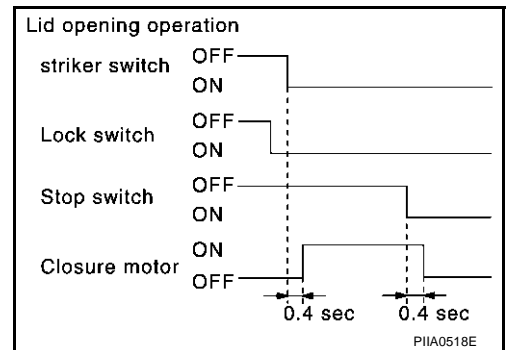 Lid opening operation
striker switch OFF
ON
Lock switch OFF
ON
Stop switch OFF
ON
Closure motor ON
OFF
0.4 sec 0.4 sec
PIIA0518E